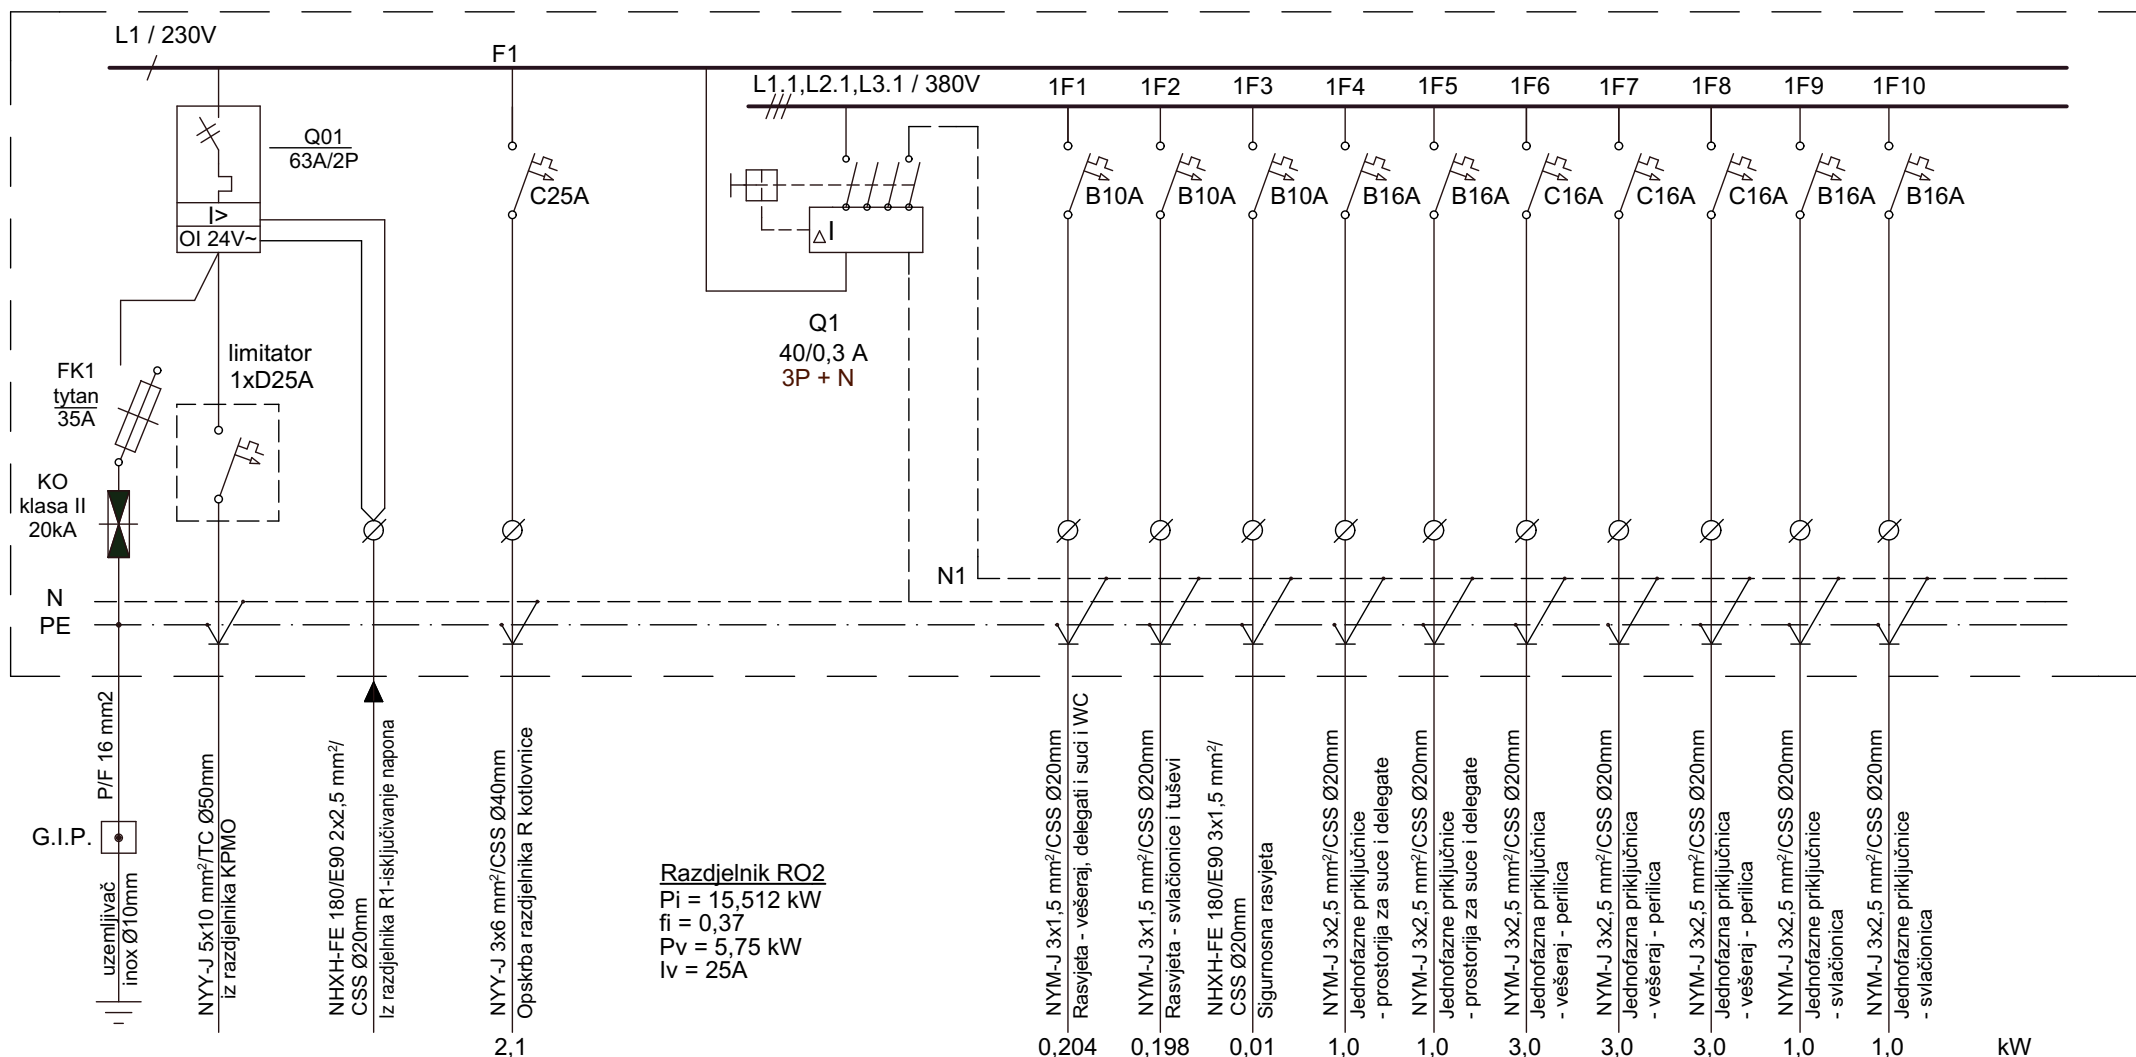 L1 / 230V
F1
L1.1,L2.1,L3.1 / 380V
1F1
1F2
1F3
1F4
1F5
1F6
1F7
1F8
1F9
1F10
Q01
63A/2P
I>
OI 24V~
C25A
△I
B10A
B10A
B10A
B16A
B16A
C16A
C16A
C16A
B16A
B16A
Q1
40/0,3 A
3P + N
limitator
1xD25A
FK1
tytan
35A
KO
klasa II
20kA
N1
N
PE
P/F 16 mm2
G.I.P.
uzemljivač
inox Ø10mm
NYY-J 5x10 mm²/TC Ø50mm
iz razdjelnika KPMO
NHXH-FE 180/E90 2x2,5 mm²/
CSS Ø20mm
Iz razdjelnika R1-isključivanje napona
NYY-J 3x6 mm²/CSS Ø40mm
Opskrba razdjelnika R kotlovnice
2,1
Razdjelnik RO2
Pi = 15,512 kW
fi = 0,37
Pv = 5,75 kW
Iv = 25A
NYM-J 3x1,5 mm²/CSS Ø20mm
Rasvjeta - vešeraj, delegati i suci i WC
NYM-J 3x1,5 mm²/CSS Ø20mm
Rasvjeta - svlačionice i tuševi
NHXH-FE 180/E90 3x1,5 mm²/
CSS Ø20mm
Sigurnosna rasvjeta
NYM-J 3x2,5 mm²/CSS Ø20mm
Jednofazne priključnice
- prostorija za suce i delegate
NYM-J 3x2,5 mm²/CSS Ø20mm
Jednofazne priključnice
- prostorija za suce i delegate
NYM-J 3x2,5 mm²/CSS Ø20mm
Jednofazna priključnica
- vešeraj - perilica
NYM-J 3x2,5 mm²/CSS Ø20mm
Jednofazna priključnica
- vešeraj - perilica
NYM-J 3x2,5 mm²/CSS Ø20mm
Jednofazna priključnica
- vešeraj - perilica
NYM-J 3x2,5 mm²/CSS Ø20mm
Jednofazne priključnice
- svlačionica
NYM-J 3x2,5 mm²/CSS Ø20mm
Jednofazne priključnice
- svlačionica
0,204
0,198
0,01
1,0
1,0
3,0
3,0
3,0
1,0
1,0
kW